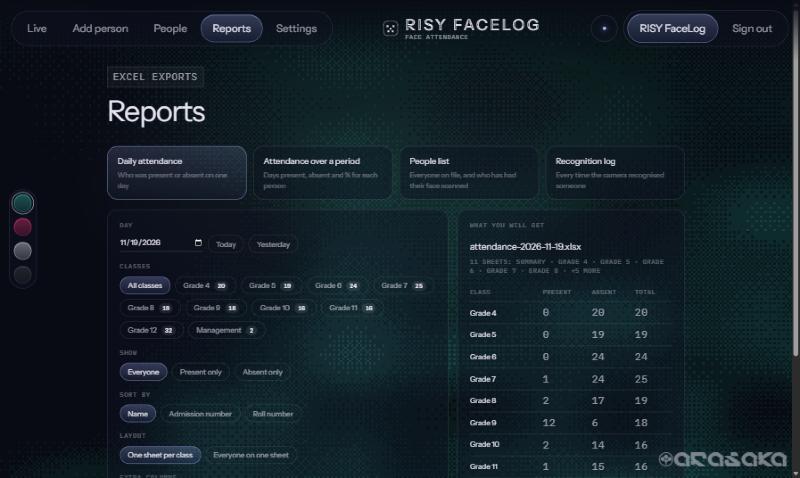 Live
Add person
People
Reports
Settings
RISY FACELOG
FACE ATTENDANCE
RISY FaceLog
Sign out
EXCEL EXPORTS
Reports
Daily attendance
Who was present or absent on one
day
Attendance over a period
Days present, absent and % for each
person
People list
Everyone on file, and who has had
their face scanned
Recognition log
Every time the camera recognised
someone
DAY
11/19/2026
Today
Yesterday
CLASSES
All classes
Grade 4 20
Grade 5 19
Grade 6 24
Grade 7 25
Grade 8 19
Grade 9 18
Grade 10 16
Grade 11 16
Grade 12 32
Management 2
SHOW
Everyone
Present only
Absent only
SORT BY
Name
Admission number
Roll number
LAYOUT
One sheet per class
Everyone on one sheet
EXTRA COLUMNS
WHAT YOU WILL GET
attendance-2026-11-19.xlsx
11 SHEETS: SUMMARY · GRADE 4 · GRADE 5 · GRADE
6 · GRADE 7 · GRADE 8 · +5 MORE
CLASS PRESENT ABSENT TOTAL
Grade 4 0 20 20
Grade 5 0 19 19
Grade 6 0 24 24
Grade 7 1 24 25
Grade 8 2 17 19
Grade 9 12 6 18
Grade 10 2 14 16
Grade 11 1 15 16
arasaka